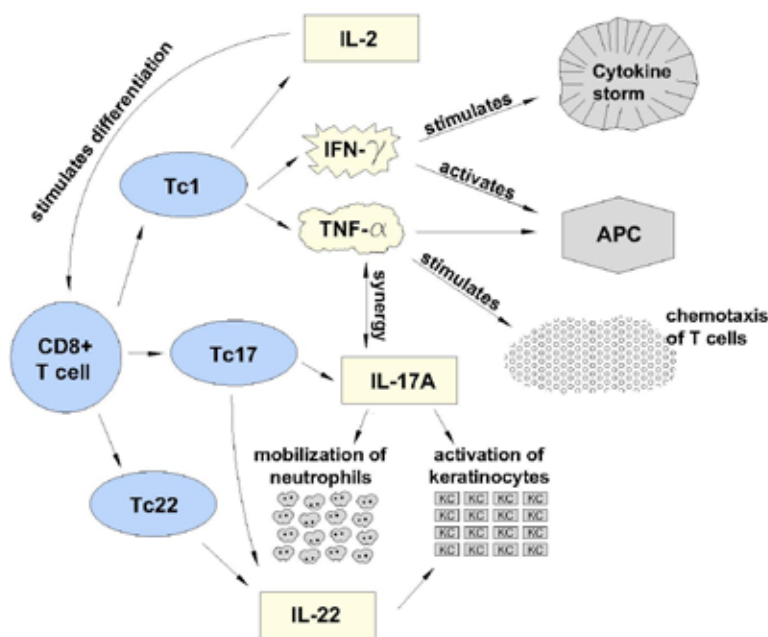 IL-2
Cytokine
storm
stimulates differentiation
stimulates
IFN-γ
Tc1
activates
TNF-α
APC
stimulates
synergy
chemotaxis
of T cells
CD8+
T cell
Tc17
IL-17A
mobilization of
neutrophils
activation of
keratinocytes
Tc22
KC KC KC KC
KC KC KC KC
KC KC KC KC
KC KC KC KC
IL-22